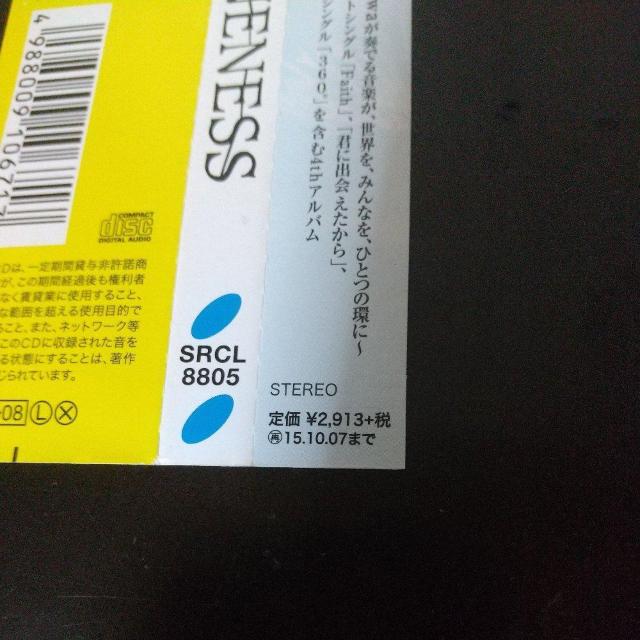 4988009106747
COMPACT
disc
DIGITAL AUDIO
CDは、一定期間貸与非許諾商
が、この期間経過後も権利者
なく賃貸業に使用すること、
な範囲を超える使用目的で
ること、また、ネットワーク等
このCDに収録された音を
る状態にすることは、著作
じられています。
-08 Ⓛ Ⓧ
HENESS
SRCL
8805
が奏でる音楽が、世界を、みんなを、ひとつの環に〜
トシングル「Faith」、「君に出会えたから」、
シングル を含む4thアルバム
STEREO
定価 ¥2,913+税
㊢15.10.07まで